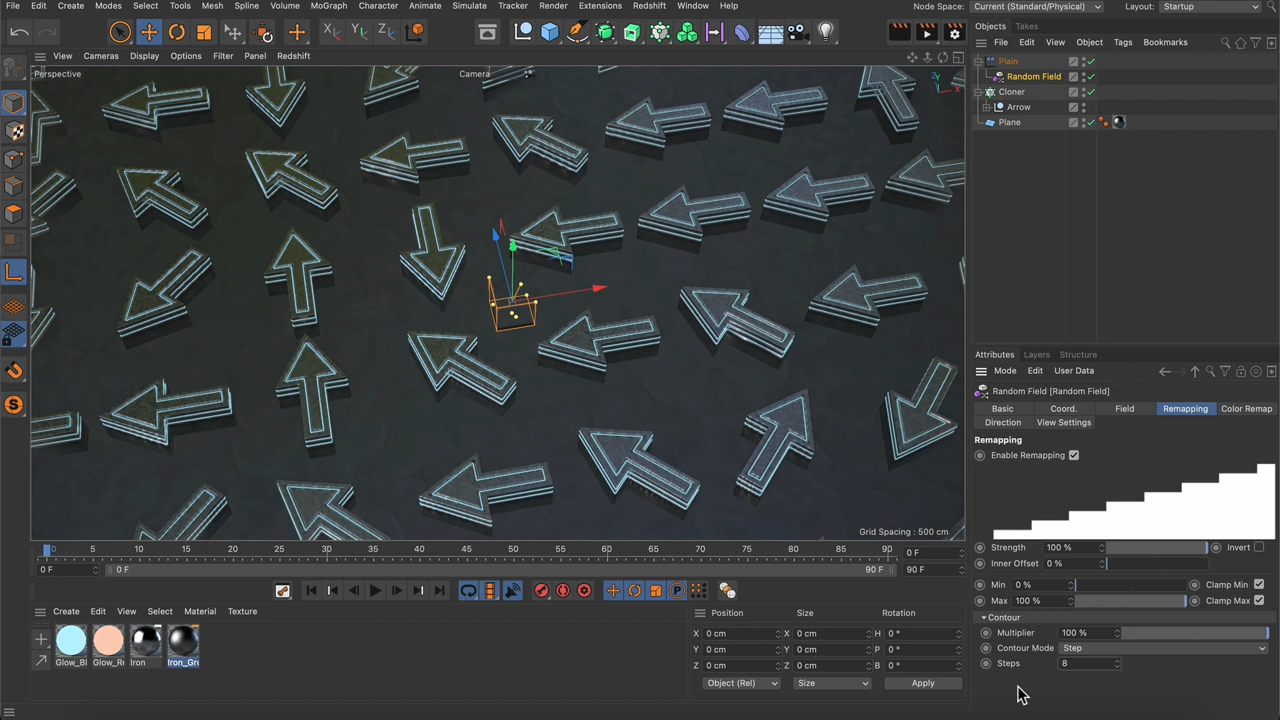 File Edit Create Modes Select Tools Mesh Spline Volume MoGraph Character Animate Simulate Tracker Render Extensions Redshift Window Help Node Space: Current (Standard/Physical) Layout: Startup
Objects Takes
File Edit View Object Tags Bookmarks
View Cameras Display Options Filter Panel Redshift
Perspective Camera
Plain
Random Field
Cloner
Arrow
Plane
Y
X
Grid Spacing : 500 cm
Attributes Layers Structure
Mode Edit User Data
Random Field [Random Field]
Basic Coord. Field Remapping Color Remap
Direction View Settings
Remapping
Enable Remapping
Strength 100 % Invert
Inner Offset 0 %
Min 0 % Clamp Min
Max 100 % Clamp Max
Contour
Multiplier 100 %
Contour Mode Step
Steps 8
0 5 10 15 20 25 30 35 40 45 50 55 60 65 70 75 80 85 90 0 F
0 F 0 F 90 F 90 F
Create Edit View Select Material Texture
Glow_Bl Glow_Re Iron Iron_Gro
Position Size Rotation
X 0 cm X 0 cm H 0 °
Y 0 cm Y 0 cm P 0 °
Z 0 cm Z 0 cm B 0 °
Object (Rel) Size Apply